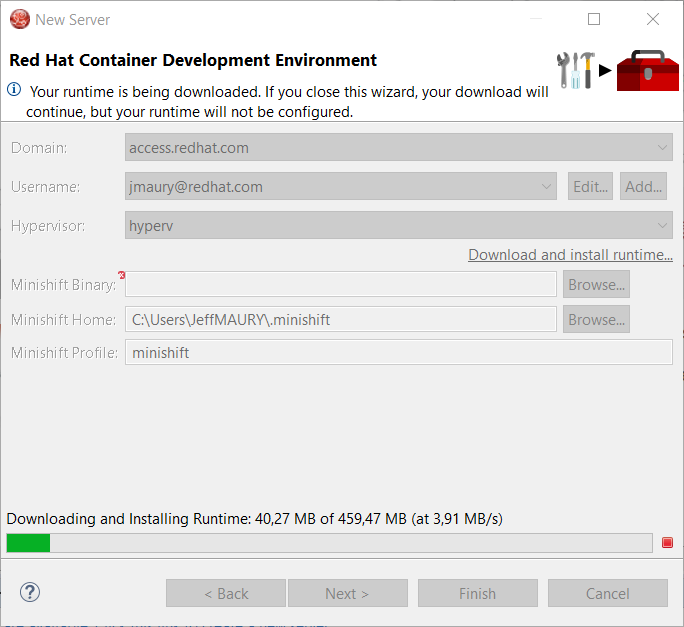 New Server
Red Hat Container Development Environment
Your runtime is being downloaded. If you close this wizard, your download will
continue, but your runtime will not be configured.
Domain: access.redhat.com
Username: jmaury@redhat.com Edit... Add...
Hypervisor: hyperv
Download and install runtime...
Minishift Binary: Browse...
Minishift Home: C:\Users\JeffMAURY\.minishift Browse...
Minishift Profile: minishift
Downloading and Installing Runtime: 40,27 MB of 459,47 MB (at 3,91 MB/s)
? < Back Next > Finish Cancel